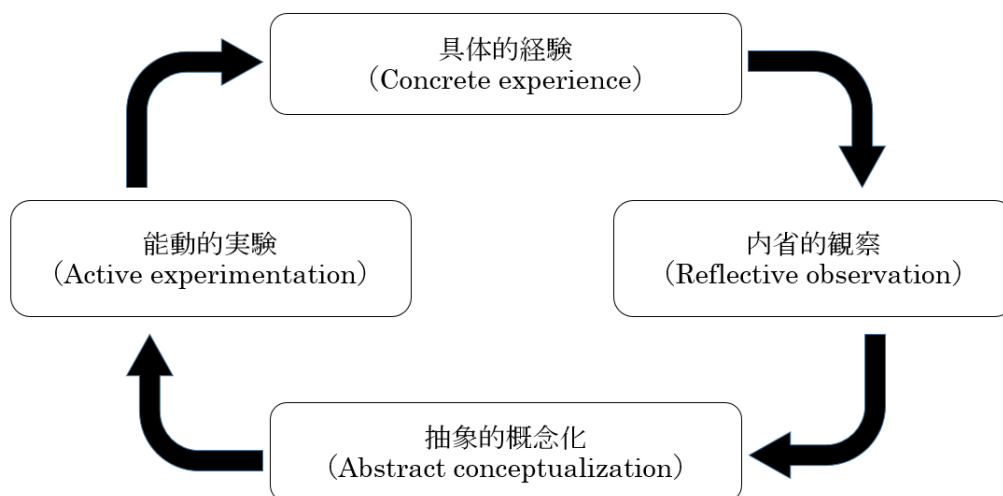 具体的経験
（Concrete experience）
能動的実験
（Active experimentation）
内省的観察
（Reflective observation）
抽象的概念化
（Abstract conceptualization）